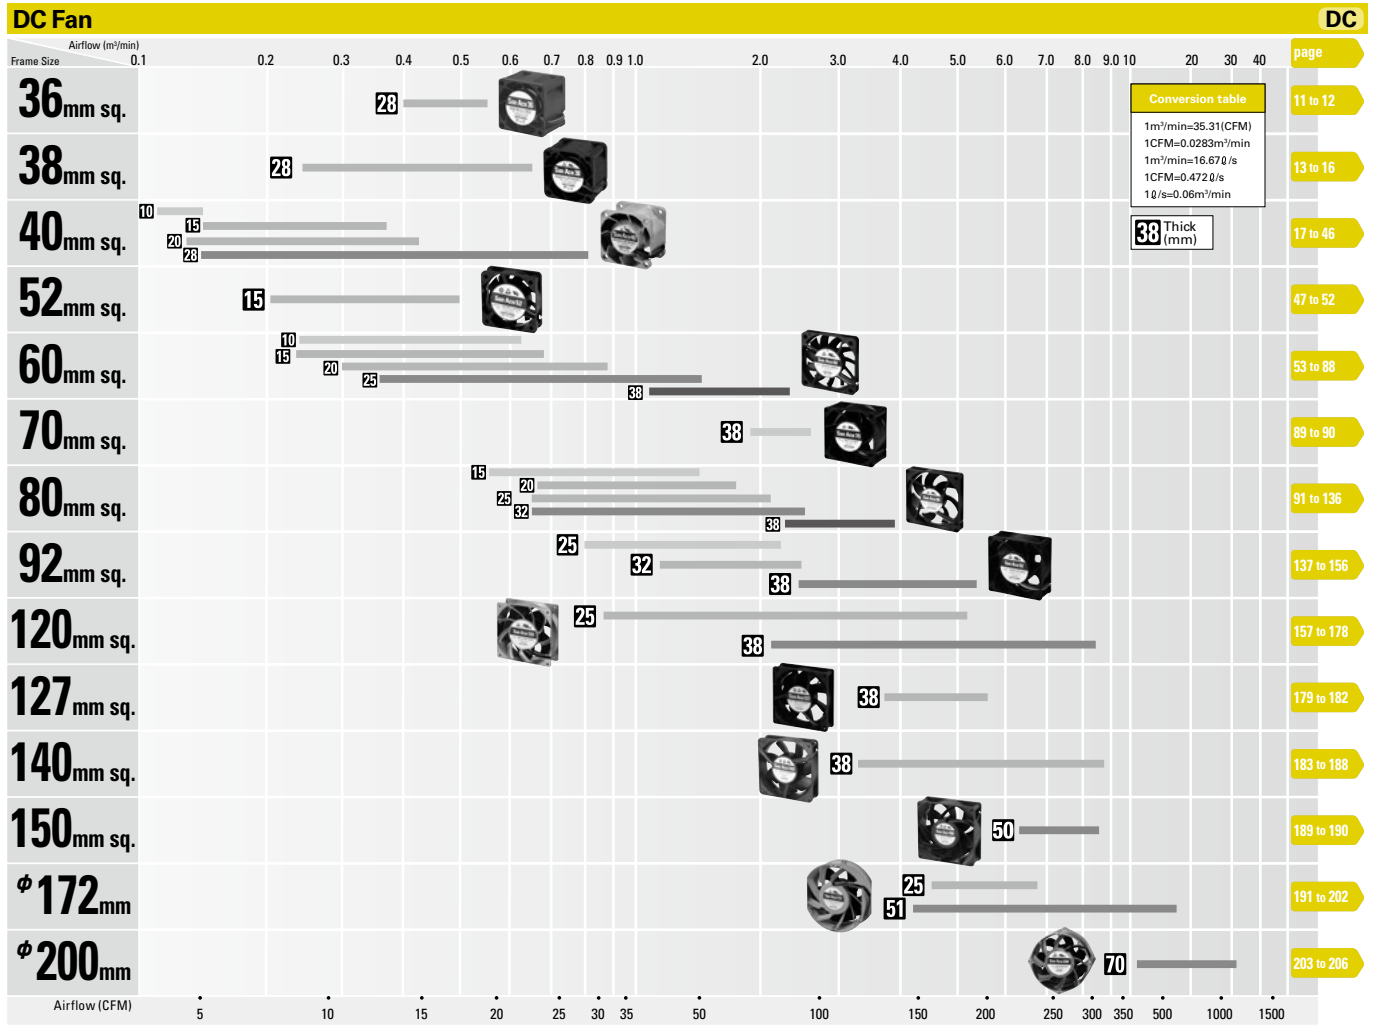 DC Fan
DC
Airflow (m³/min)
Frame Size
0.1 0.2 0.3 0.4 0.5 0.6 0.7 0.8 0.9 1.0 2.0 3.0 4.0 5.0 6.0 7.0 8.0 9.0 10 20 30 40
page
36mm sq.
28
11 to 12
Conversion table
1m³/min=35.31(CFM)
1CFM=0.0283m³/min
1m³/min=16.67ℓ/s
1CFM=0.472ℓ/s
1ℓ/s=0.06m³/min
38 Thick
(mm)
38mm sq.
28
13 to 16
40mm sq.
10
15
20
28
17 to 46
52mm sq.
15
47 to 52
60mm sq.
10
15
20
25
38
53 to 88
70mm sq.
38
89 to 90
80mm sq.
15
20
25
32
38
91 to 136
92mm sq.
25
32
38
137 to 156
120mm sq.
25
38
157 to 178
127mm sq.
38
179 to 182
140mm sq.
38
183 to 188
150mm sq.
50
189 to 190
φ172mm
25
51
191 to 202
φ200mm
70
203 to 206
Airflow (CFM)
5 10 15 20 25 30 35 50 100 150 200 250 300 350 500 1000 1500